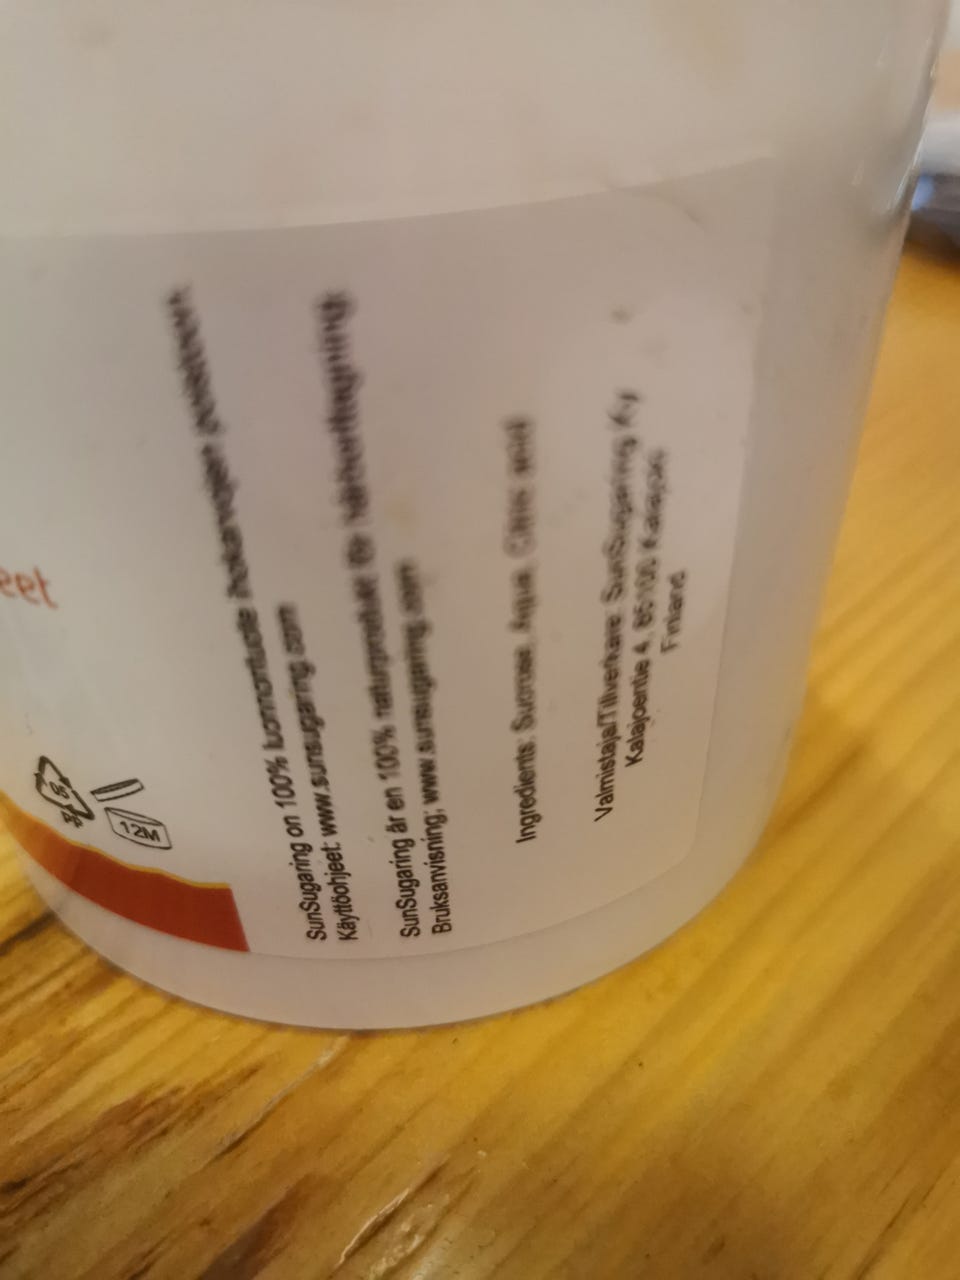 eet
5
PP
12M
SunSugaring on 100% luonnontuote ihokarvojen poistoon.
Käyttöohjeet: www.sunsugaring.com
SunSugaring är en 100% naturprodukt för hårborttagning.
Bruksanvisning; www.sunsugaring.com
Ingredients: Sucrose, Aqua, Citric acid
Valmistaja/Tillverkare: SunSugaring Ky
Kalajoentie 4, 85100 Kalajoki
Finland